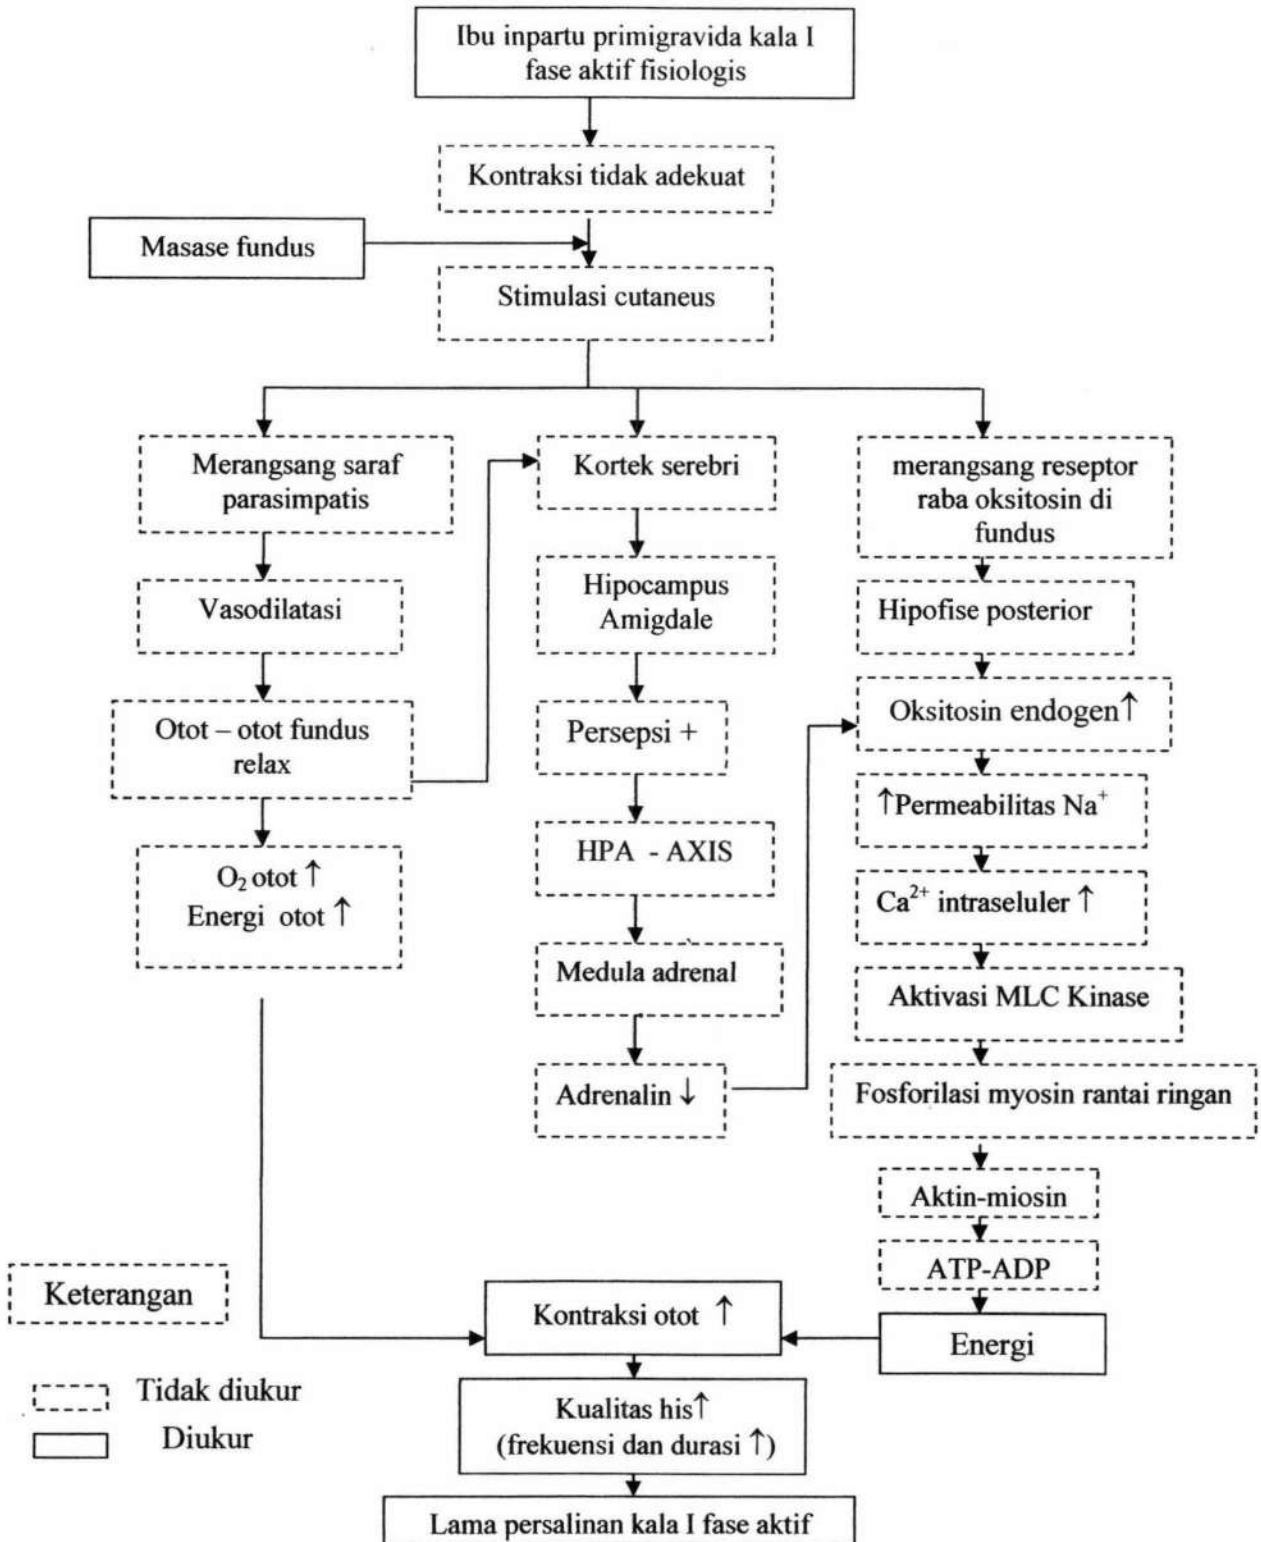 Ibu inpartu primigravida kala I
fase aktif fisiologis
Kontraksi tidak adekuat
Masase fundus
Stimulasi cutaneus
Merangsang saraf
parasimpatis
Vasodilatasi
Otot – otot fundus
relax
O₂ otot ↑
Energi otot ↑
Kortek serebri
Hipocampus
Amigdale
Persepsi +
HPA - AXIS
Medula adrenal
Adrenalin ↓
merangsang reseptor
raba oksitosin di
fundus
Hipofise posterior
Oksitosin endogen↑
↑Permeabilitas Na⁺
Ca²⁺ intraseluler ↑
Aktivasi MLC Kinase
Fosforilasi myosin rantai ringan
Aktin-miosin
ATP-ADP
Energi
Kontraksi otot ↑
Kualitas his↑
(frekuensi dan durasi ↑)
Lama persalinan kala I fase aktif
Keterangan
Tidak diukur
Diukur